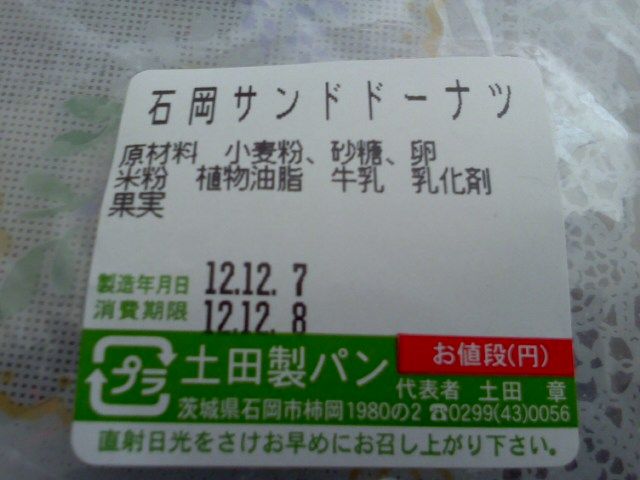 石岡サンドドーナツ
原材料 小麦粉、砂糖、卵
米粉 植物油脂 牛乳 乳化剤
果実
製造年月日 12.12.7
消費期限 12.12.8
お値段(円)
プラ 土田製パン
代表者 土田 章
茨城県石岡市柿岡1980の2 ☎0299(43)0056
直射日光をさけお早めにお召し上がり下さい。